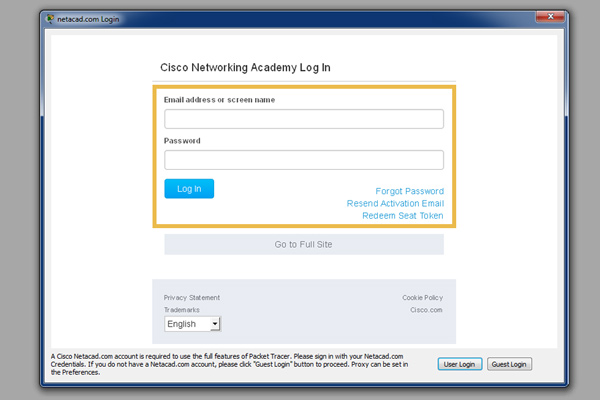 netacad.com Login
Cisco Networking Academy Log In
Email address or screen name
Password
Log In
Forgot Password
Resend Activation Email
Redeem Seat Token
Go to Full Site
Privacy Statement
Cookie Policy
Trademarks
Cisco.com
English
A Cisco Netacad.com account is required to use the full features of Packet Tracer. Please sign in with your Netacad.com
Credentials. If you do not have a Netacad.com account, please click "Guest Login" button to proceed. Proxy can be set in
the Preferences.
User Login
Guest Login